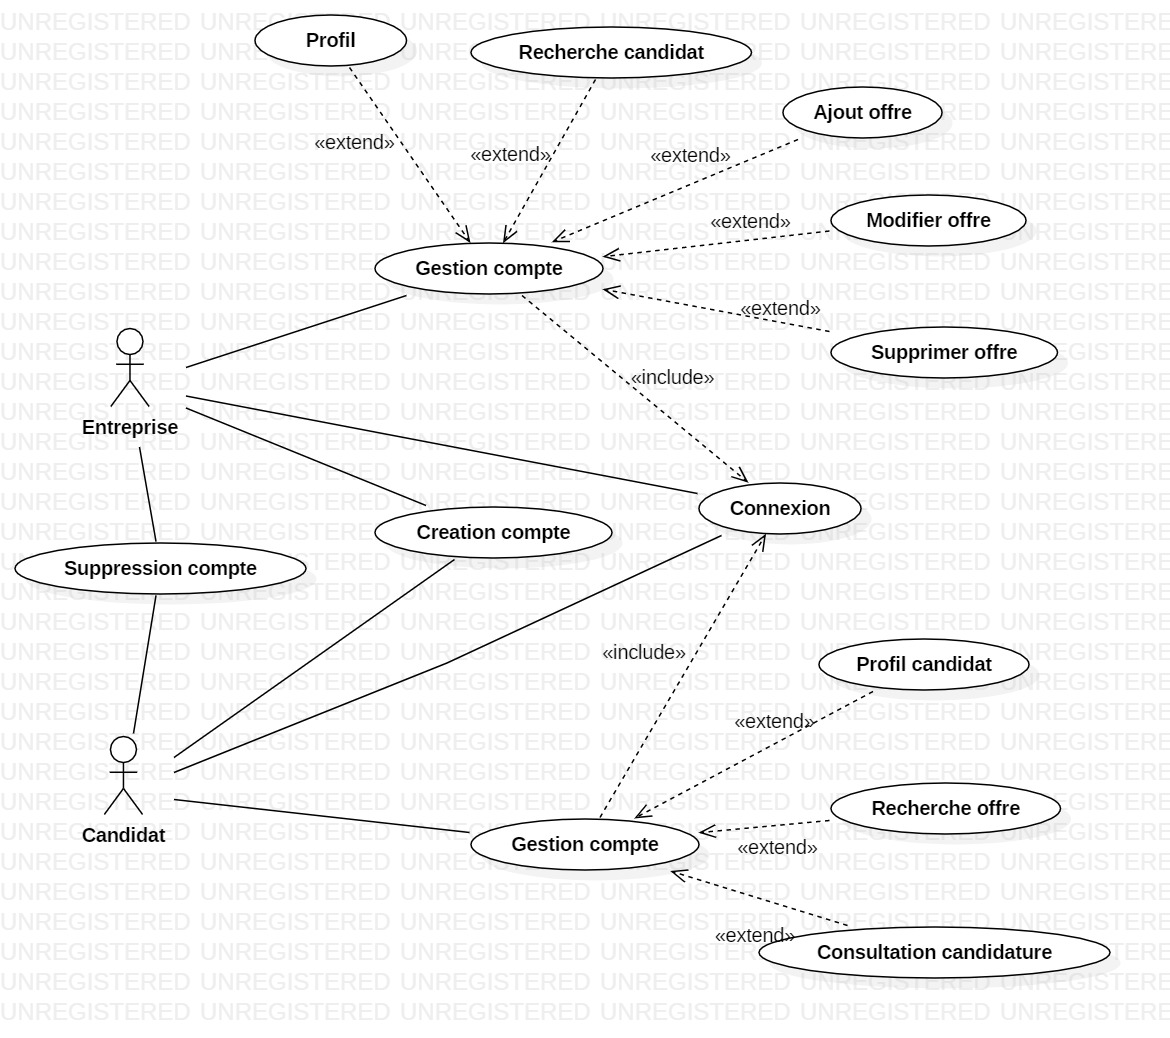 Profil
Recherche candidat
Ajout offre
«extend»
«extend»
«extend»
Modifier offre
«extend»
Gestion compte
«extend»
Supprimer offre
«include»
Entreprise
Connexion
Creation compte
Suppression compte
«include»
Profil candidat
«extend»
Recherche offre
Candidat
Gestion compte
«extend»
«extend»
Consultation candidature
UNREGISTERED